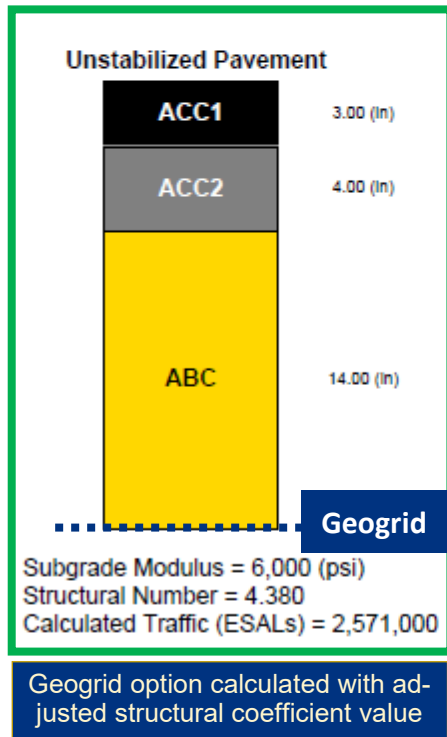 Unstabilized Pavement
ACC1
3.00 (in)
ACC2
4.00 (in)
ABC
14.00 (in)
Geogrid
Subgrade Modulus = 6,000 (psi)
Structural Number = 4.380
Calculated Traffic (ESALs) = 2,571,000
Geogrid option calculated with ad-
justed structural coefficient value